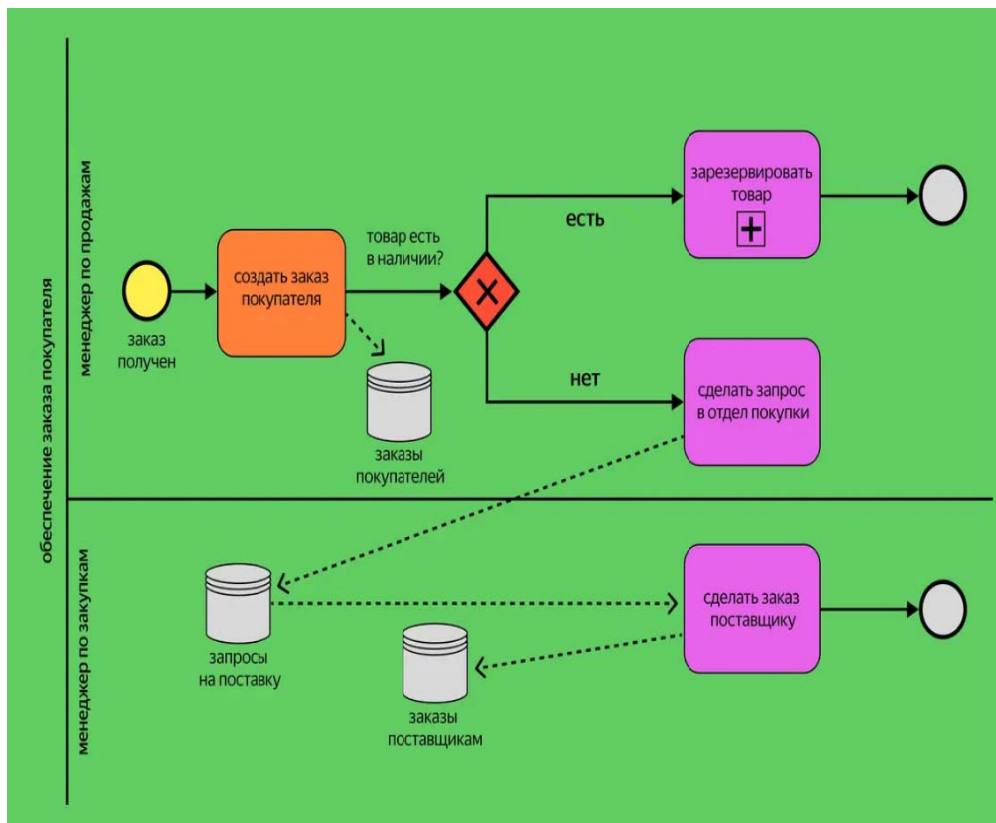 обеспечение заказа покупателя
менеджер по продажам
заказ
получен
создать заказ
покупателя
товар есть
в наличии?
заказы
покупателей
есть
нет
зарезервировать
товар
сделать запрос
в отдел покупки
менеджер по закупкам
запросы
на поставку
заказы
поставщикам
сделать заказ
поставщику